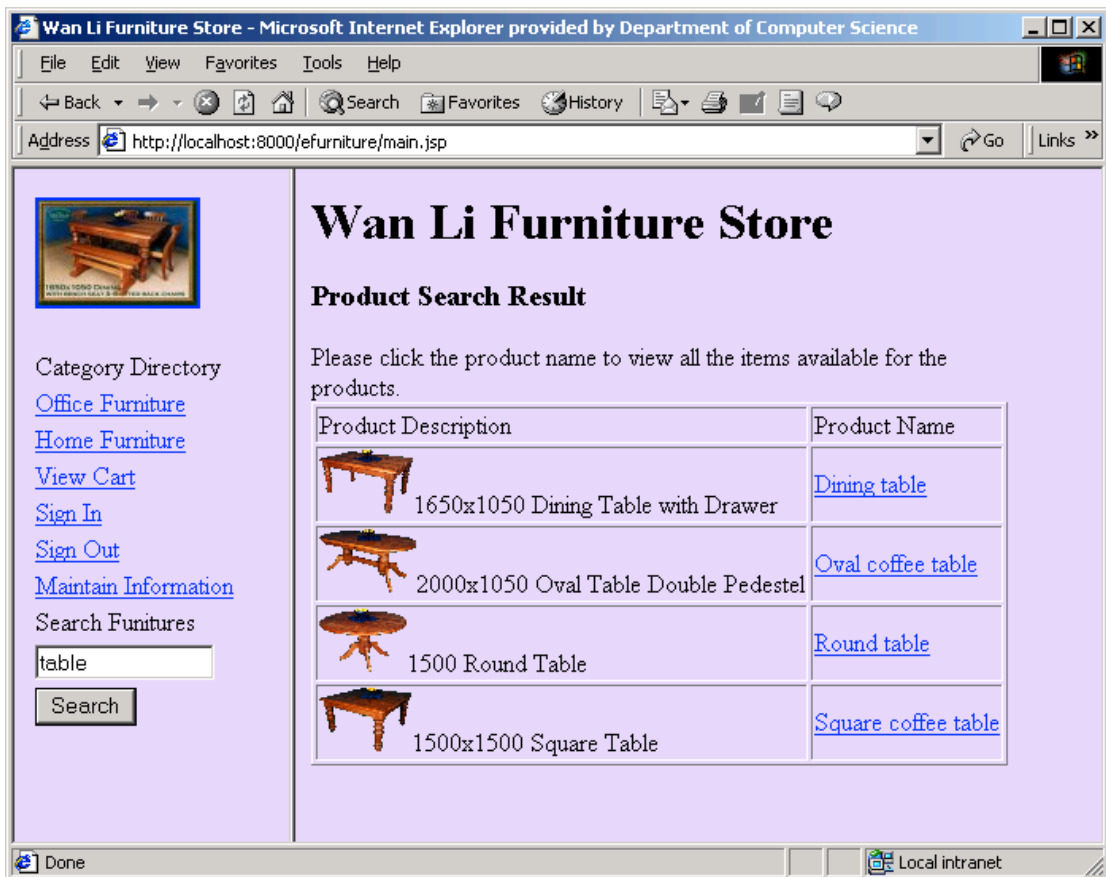 Wan Li Furniture Store - Microsoft Internet Explorer provided by Department of Computer Science
File Edit View Favorites Tools Help
Back Search Favorites History
Address http://localhost:8000/efurniture/main.jsp Go Links »
1650x1050 Dining
Category Directory
Office Furniture
Home Furniture
View Cart
Sign In
Sign Out
Maintain Information
Search Funitures
table
Search
Wan Li Furniture Store
Product Search Result
Please click the product name to view all the items available for the
products.
Product Description Product Name
1650x1050 Dining Table with Drawer Dining table
2000x1050 Oval Table Double Pedestel Oval coffee table
1500 Round Table Round table
1500x1500 Square Table Square coffee table
Done Local intranet